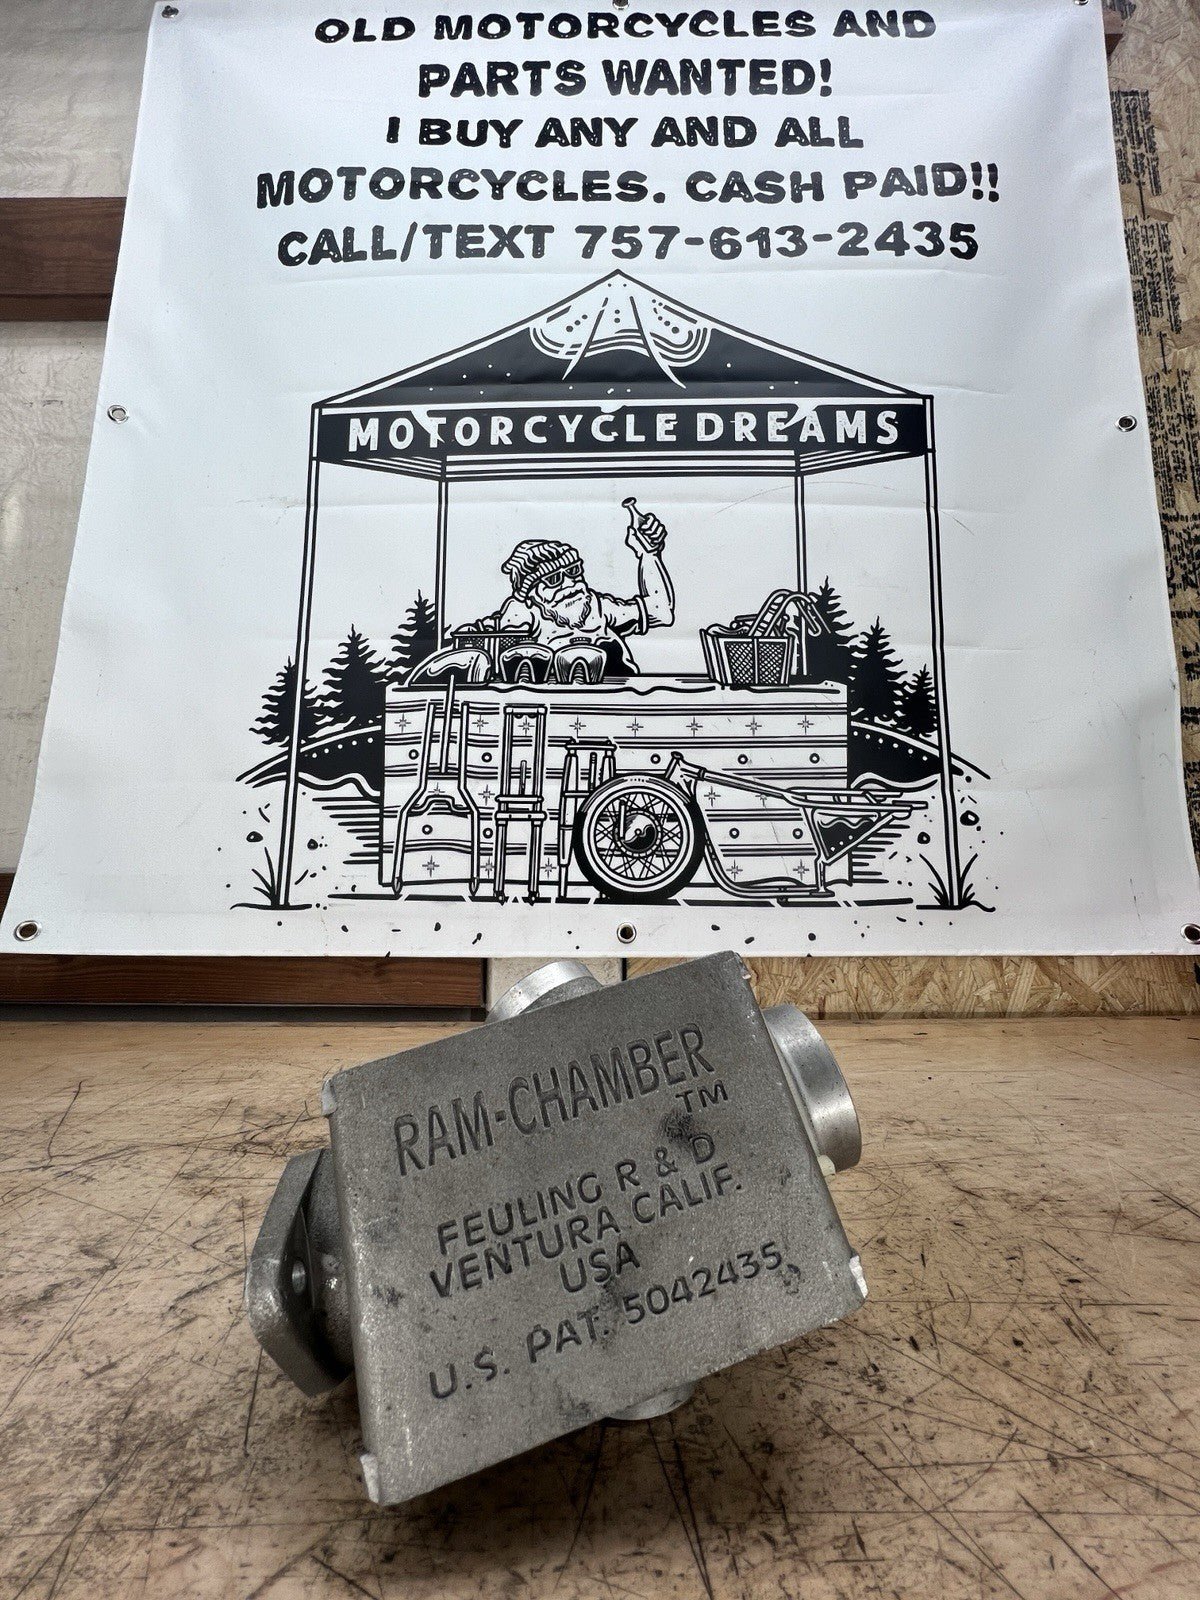 OLD MOTORCYCLES AND
PARTS WANTED!
I BUY ANY AND ALL
MOTORCYCLES. CASH PAID!!
CALL/TEXT 757-613-2435
MOTORCYCLE DREAMS
RAM-CHAMBER
TM
FEULING R & D
VENTURA CALIF.
USA
U.S. PAT. 5042435